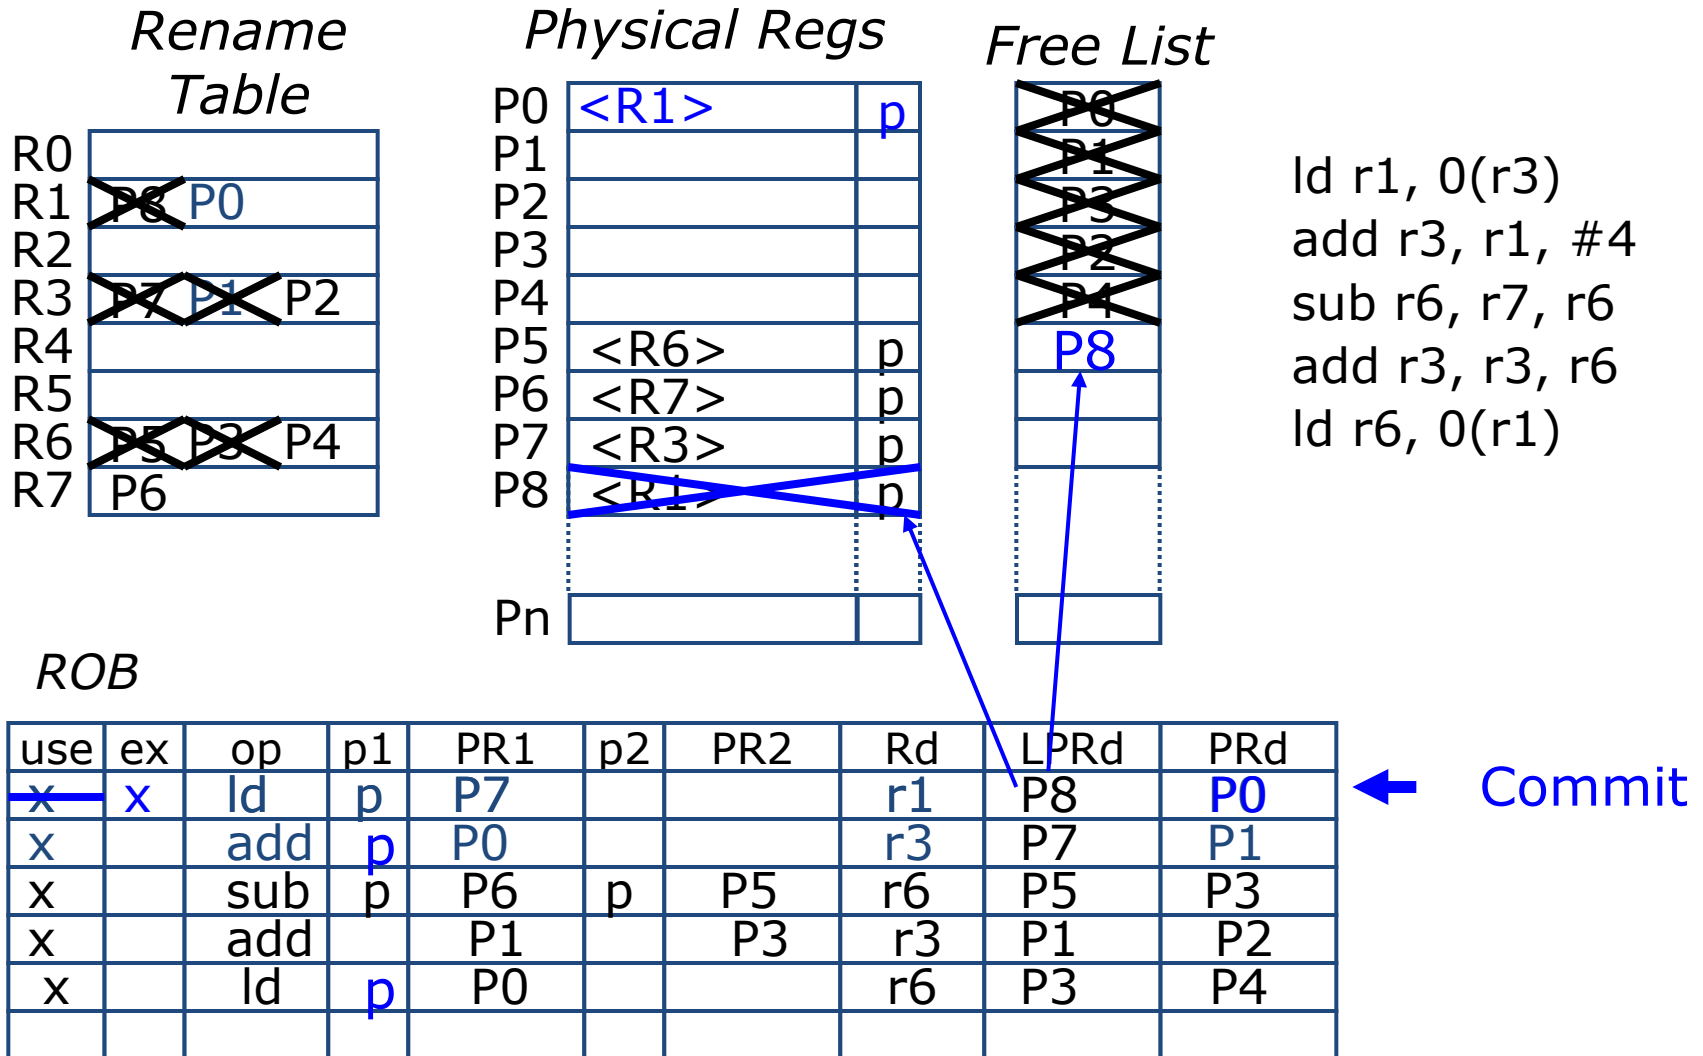 Rename Table
R0
R1 P8 P0
R2
R3 P7 P1 P2
R4
R5
R6 P5 P3 P4
R7 P6
Physical Regs
P0 <R1> p
P1
P2
P3
P4
P5 <R6> p
P6 <R7> p
P7 <R3> p
P8 <R1> p
Pn
Free List
P0
P1
P3
P2
P4
P8
ld r1, 0(r3)
add r3, r1, #4
sub r6, r7, r6
add r3, r3, r6
ld r6, 0(r1)
ROB
use ex op p1 PR1 p2 PR2 Rd LPRd PRd
x x ld p P7 r1 P8 P0
x add p P0 r3 P7 P1
x sub p P6 p P5 r6 P5 P3
x add P1 P3 r3 P1 P2
x ld p P0 r6 P3 P4
Commit